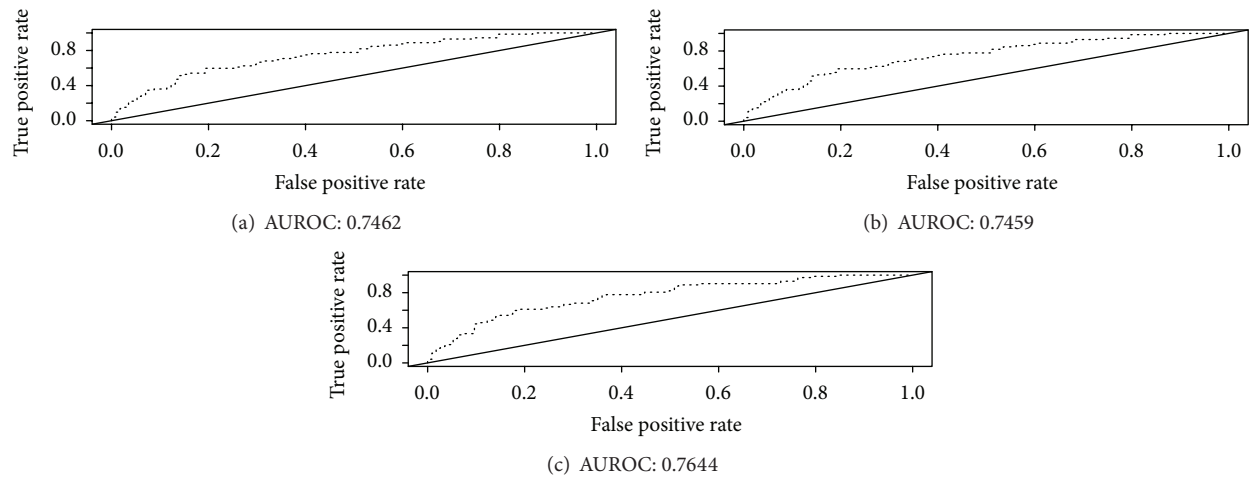 True positive rate
0.8
0.4
0.0
0.0 0.2 0.4 0.6 0.8 1.0
False positive rate
(a) AUROC: 0.7462
True positive rate
0.8
0.4
0.0
0.0 0.2 0.4 0.6 0.8 1.0
False positive rate
(b) AUROC: 0.7459
True positive rate
0.8
0.4
0.0
0.0 0.2 0.4 0.6 0.8 1.0
False positive rate
(c) AUROC: 0.7644